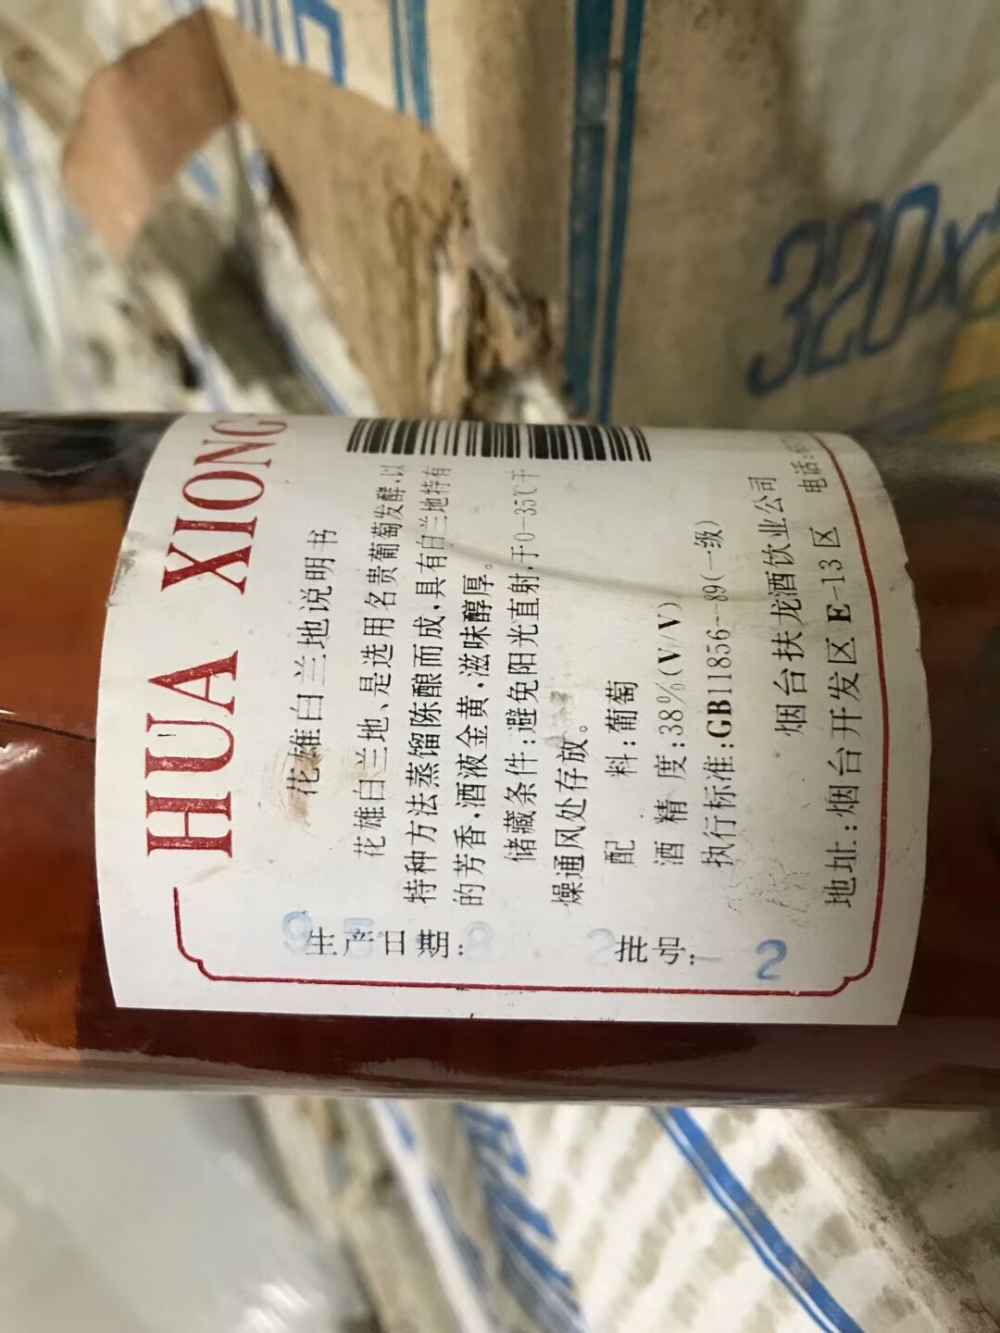 HUA XIONG
花雄白兰地说明书
花雄白兰地、是选用名贵葡萄发酵,以
特种方法蒸馏陈酿而成,具有白兰地特有
的芳香,酒液金黄,滋味醇厚。
储藏条件:避免阳光直射,于0-35℃干
燥通风处存放。
配 料:葡萄
酒 精 度:38%(V/V)
执行标准:GB11856--89(一级)
烟台扶龙酒饮业公司
地址:烟台开发区E-13区
电话:
生产日期:
批号:
2
320×